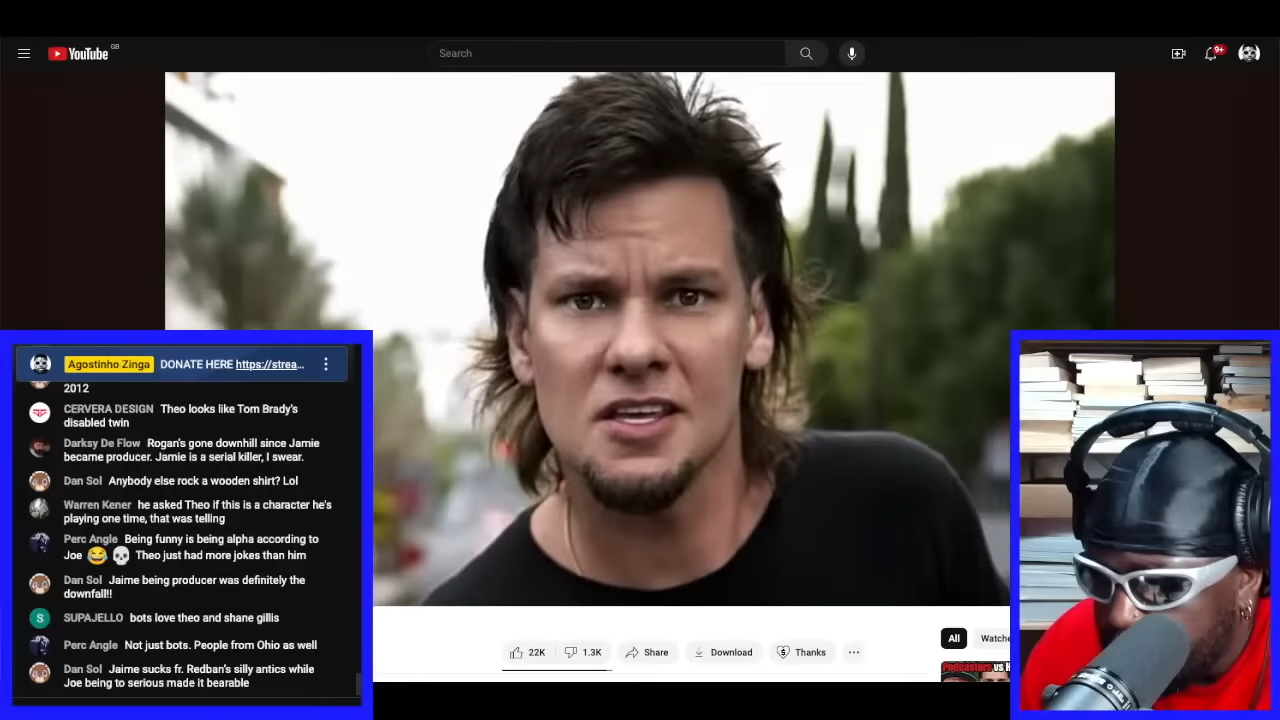 YouTube GB
Search
9+
Agostinho Zinga DONATE HERE https://strea...
2012
CERVERA DESIGN Theo looks like Tom Brady's
disabled twin
Darksy De Flow Rogan's gone downhill since Jamie
became producer. Jamie is a serial killer, I swear.
Dan Sol Anybody else rock a wooden shirt? Lol
Warren Kener he asked Theo if this is a character he's
playing one time, that was telling
Perc Angle Being funny is being alpha according to
Joe 😂 💀 Theo just had more jokes than him
Dan Sol Jaime being producer was definitely the
downfall!!
S
SUPAJELLO bots love theo and shane gillis
Perc Angle Not just bots. People from Ohio as well
Dan Sol Jaime sucks fr. Redban's silly antics while
Joe being to serious made it bearable
22K 1.3K Share Download Thanks
All Watche
Podcasters vs H